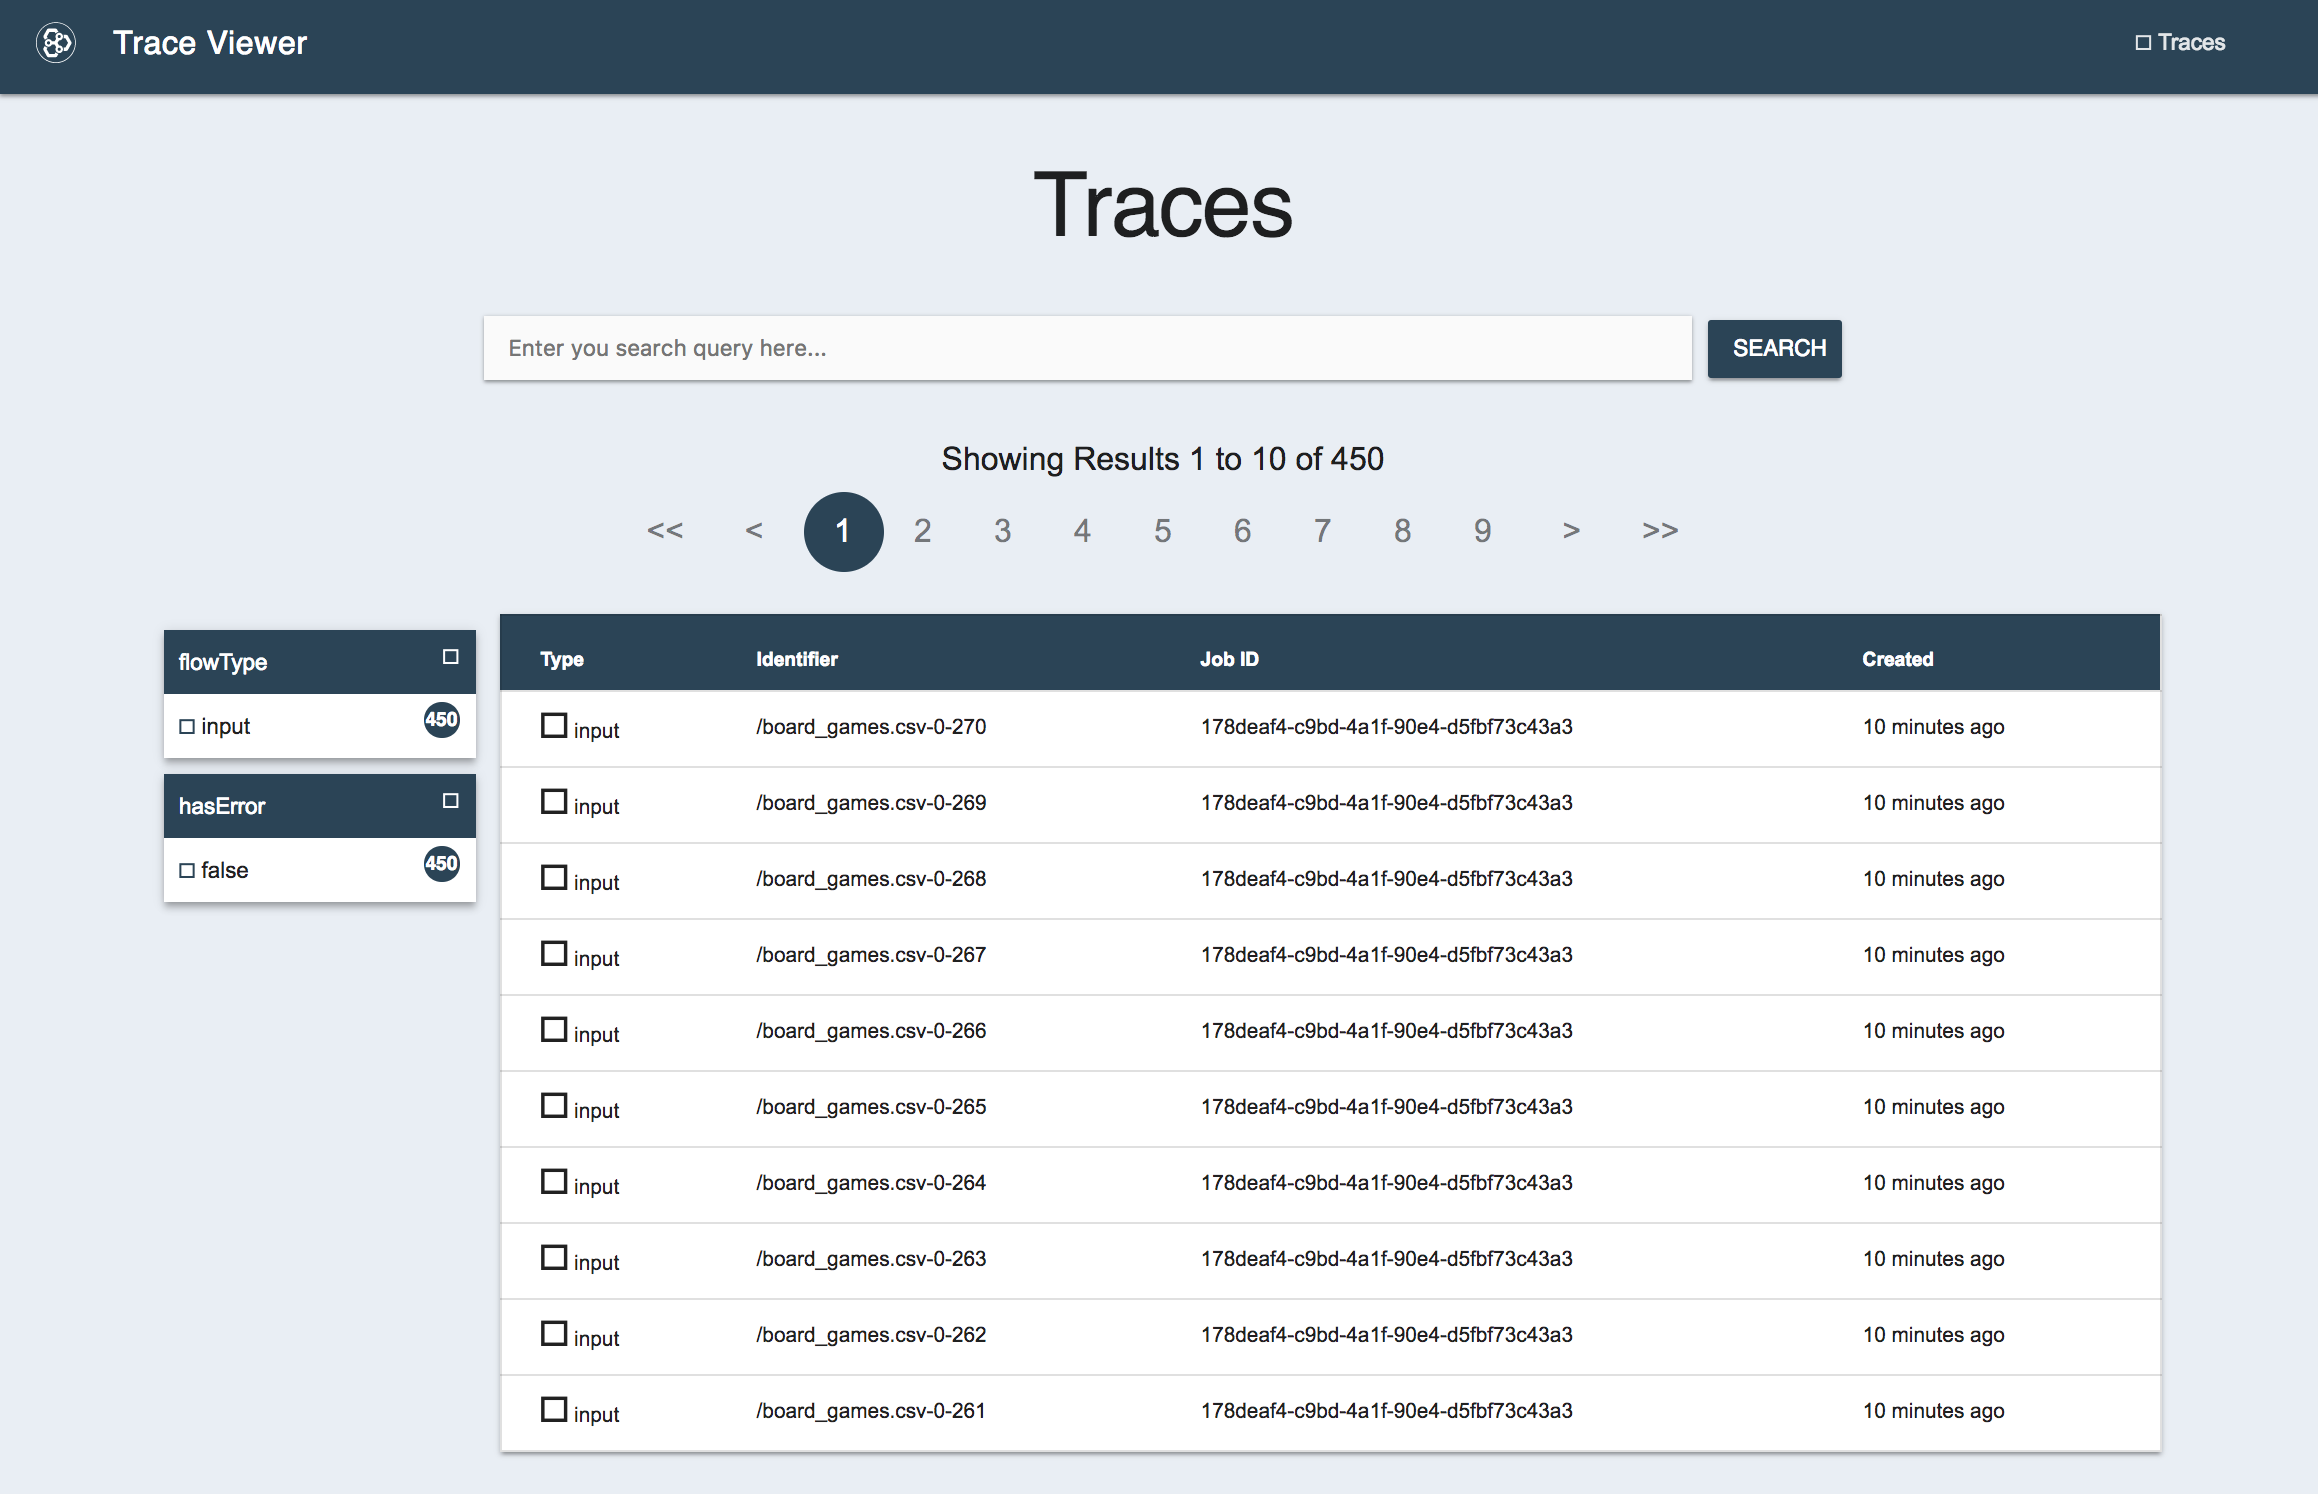 Trace Viewer
Traces
Traces
Enter you search query here...
SEARCH
Showing Results 1 to 10 of 450
<< < 1 2 3 4 5 6 7 8 9 > >>
flowType
input 450
hasError
false 450
Type Identifier Job ID Created
input /board_games.csv-0-270 178deaf4-c9bd-4a1f-90e4-d5fbf73c43a3 10 minutes ago
input /board_games.csv-0-269 178deaf4-c9bd-4a1f-90e4-d5fbf73c43a3 10 minutes ago
input /board_games.csv-0-268 178deaf4-c9bd-4a1f-90e4-d5fbf73c43a3 10 minutes ago
input /board_games.csv-0-267 178deaf4-c9bd-4a1f-90e4-d5fbf73c43a3 10 minutes ago
input /board_games.csv-0-266 178deaf4-c9bd-4a1f-90e4-d5fbf73c43a3 10 minutes ago
input /board_games.csv-0-265 178deaf4-c9bd-4a1f-90e4-d5fbf73c43a3 10 minutes ago
input /board_games.csv-0-264 178deaf4-c9bd-4a1f-90e4-d5fbf73c43a3 10 minutes ago
input /board_games.csv-0-263 178deaf4-c9bd-4a1f-90e4-d5fbf73c43a3 10 minutes ago
input /board_games.csv-0-262 178deaf4-c9bd-4a1f-90e4-d5fbf73c43a3 10 minutes ago
input /board_games.csv-0-261 178deaf4-c9bd-4a1f-90e4-d5fbf73c43a3 10 minutes ago